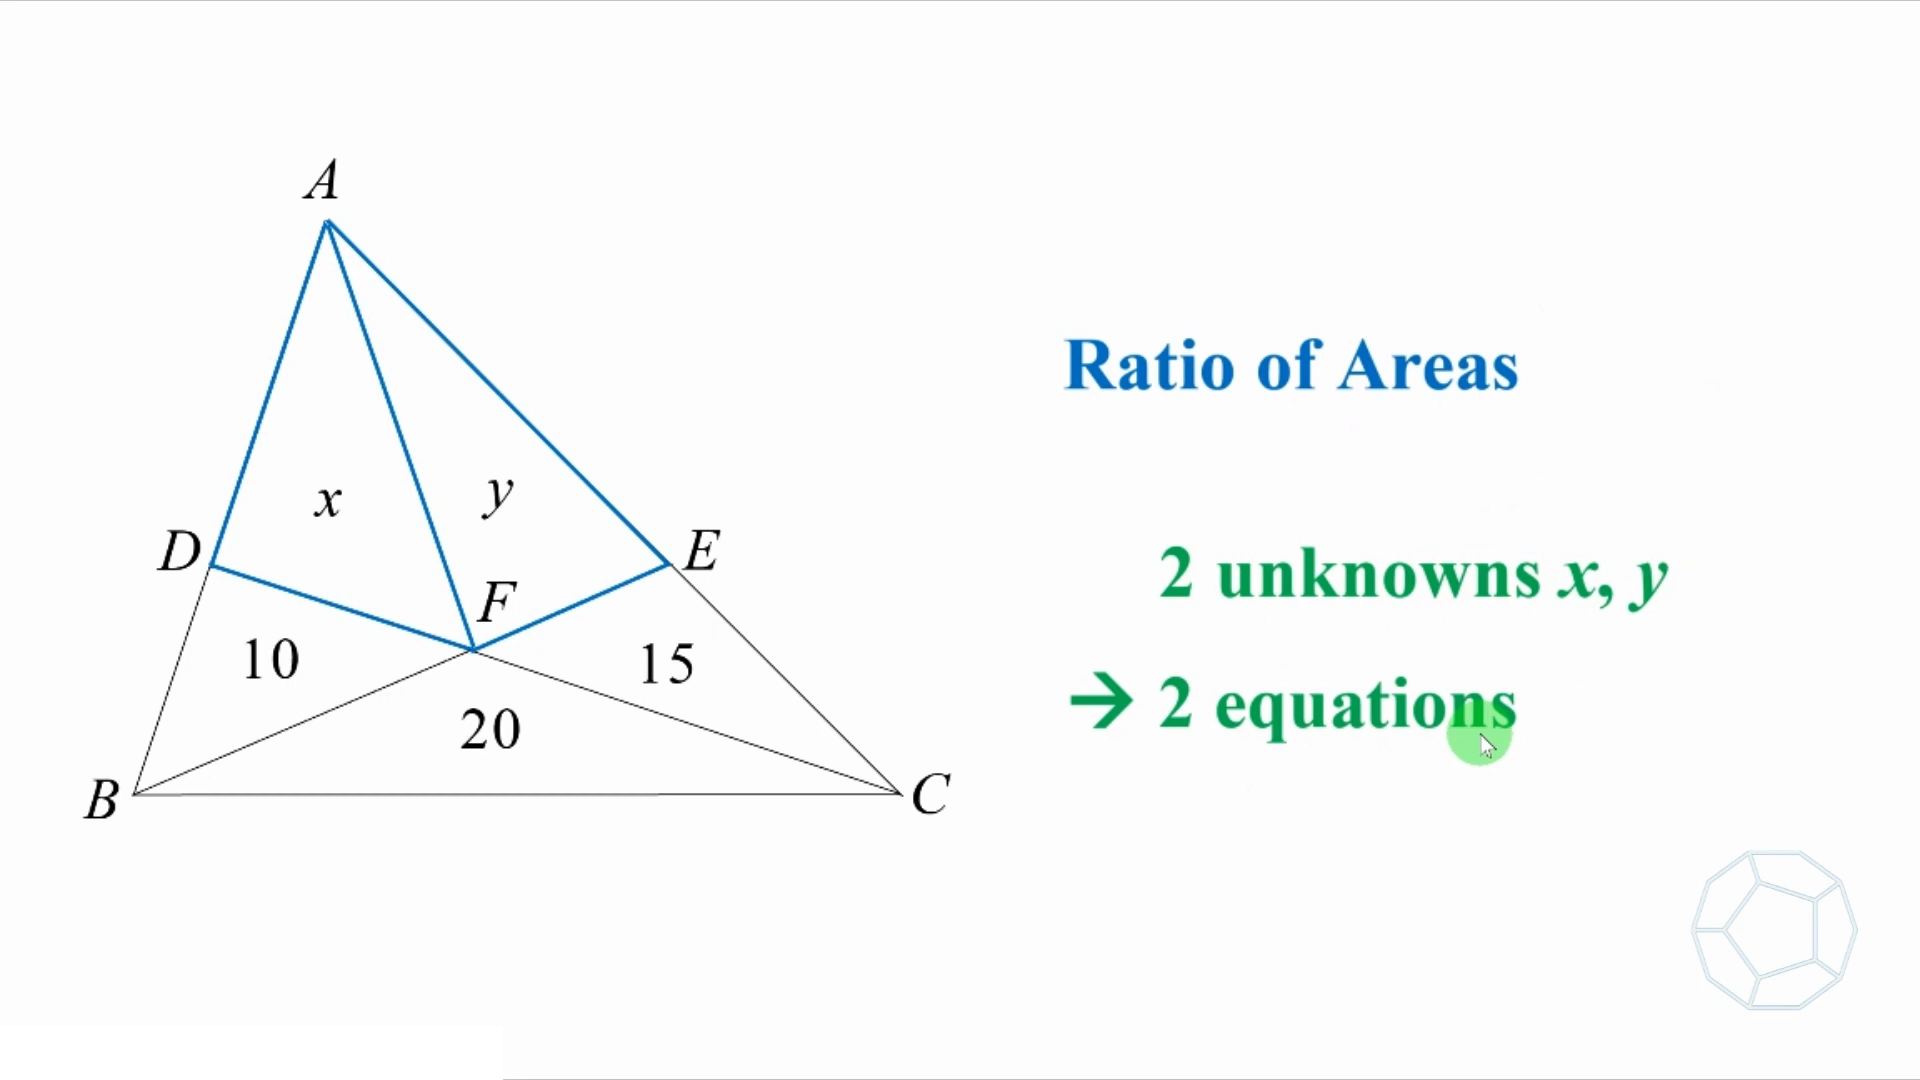 A
x
y
D
E
F
10
15
20
B
C
Ratio of Areas
2 unknowns x, y
→ 2 equations